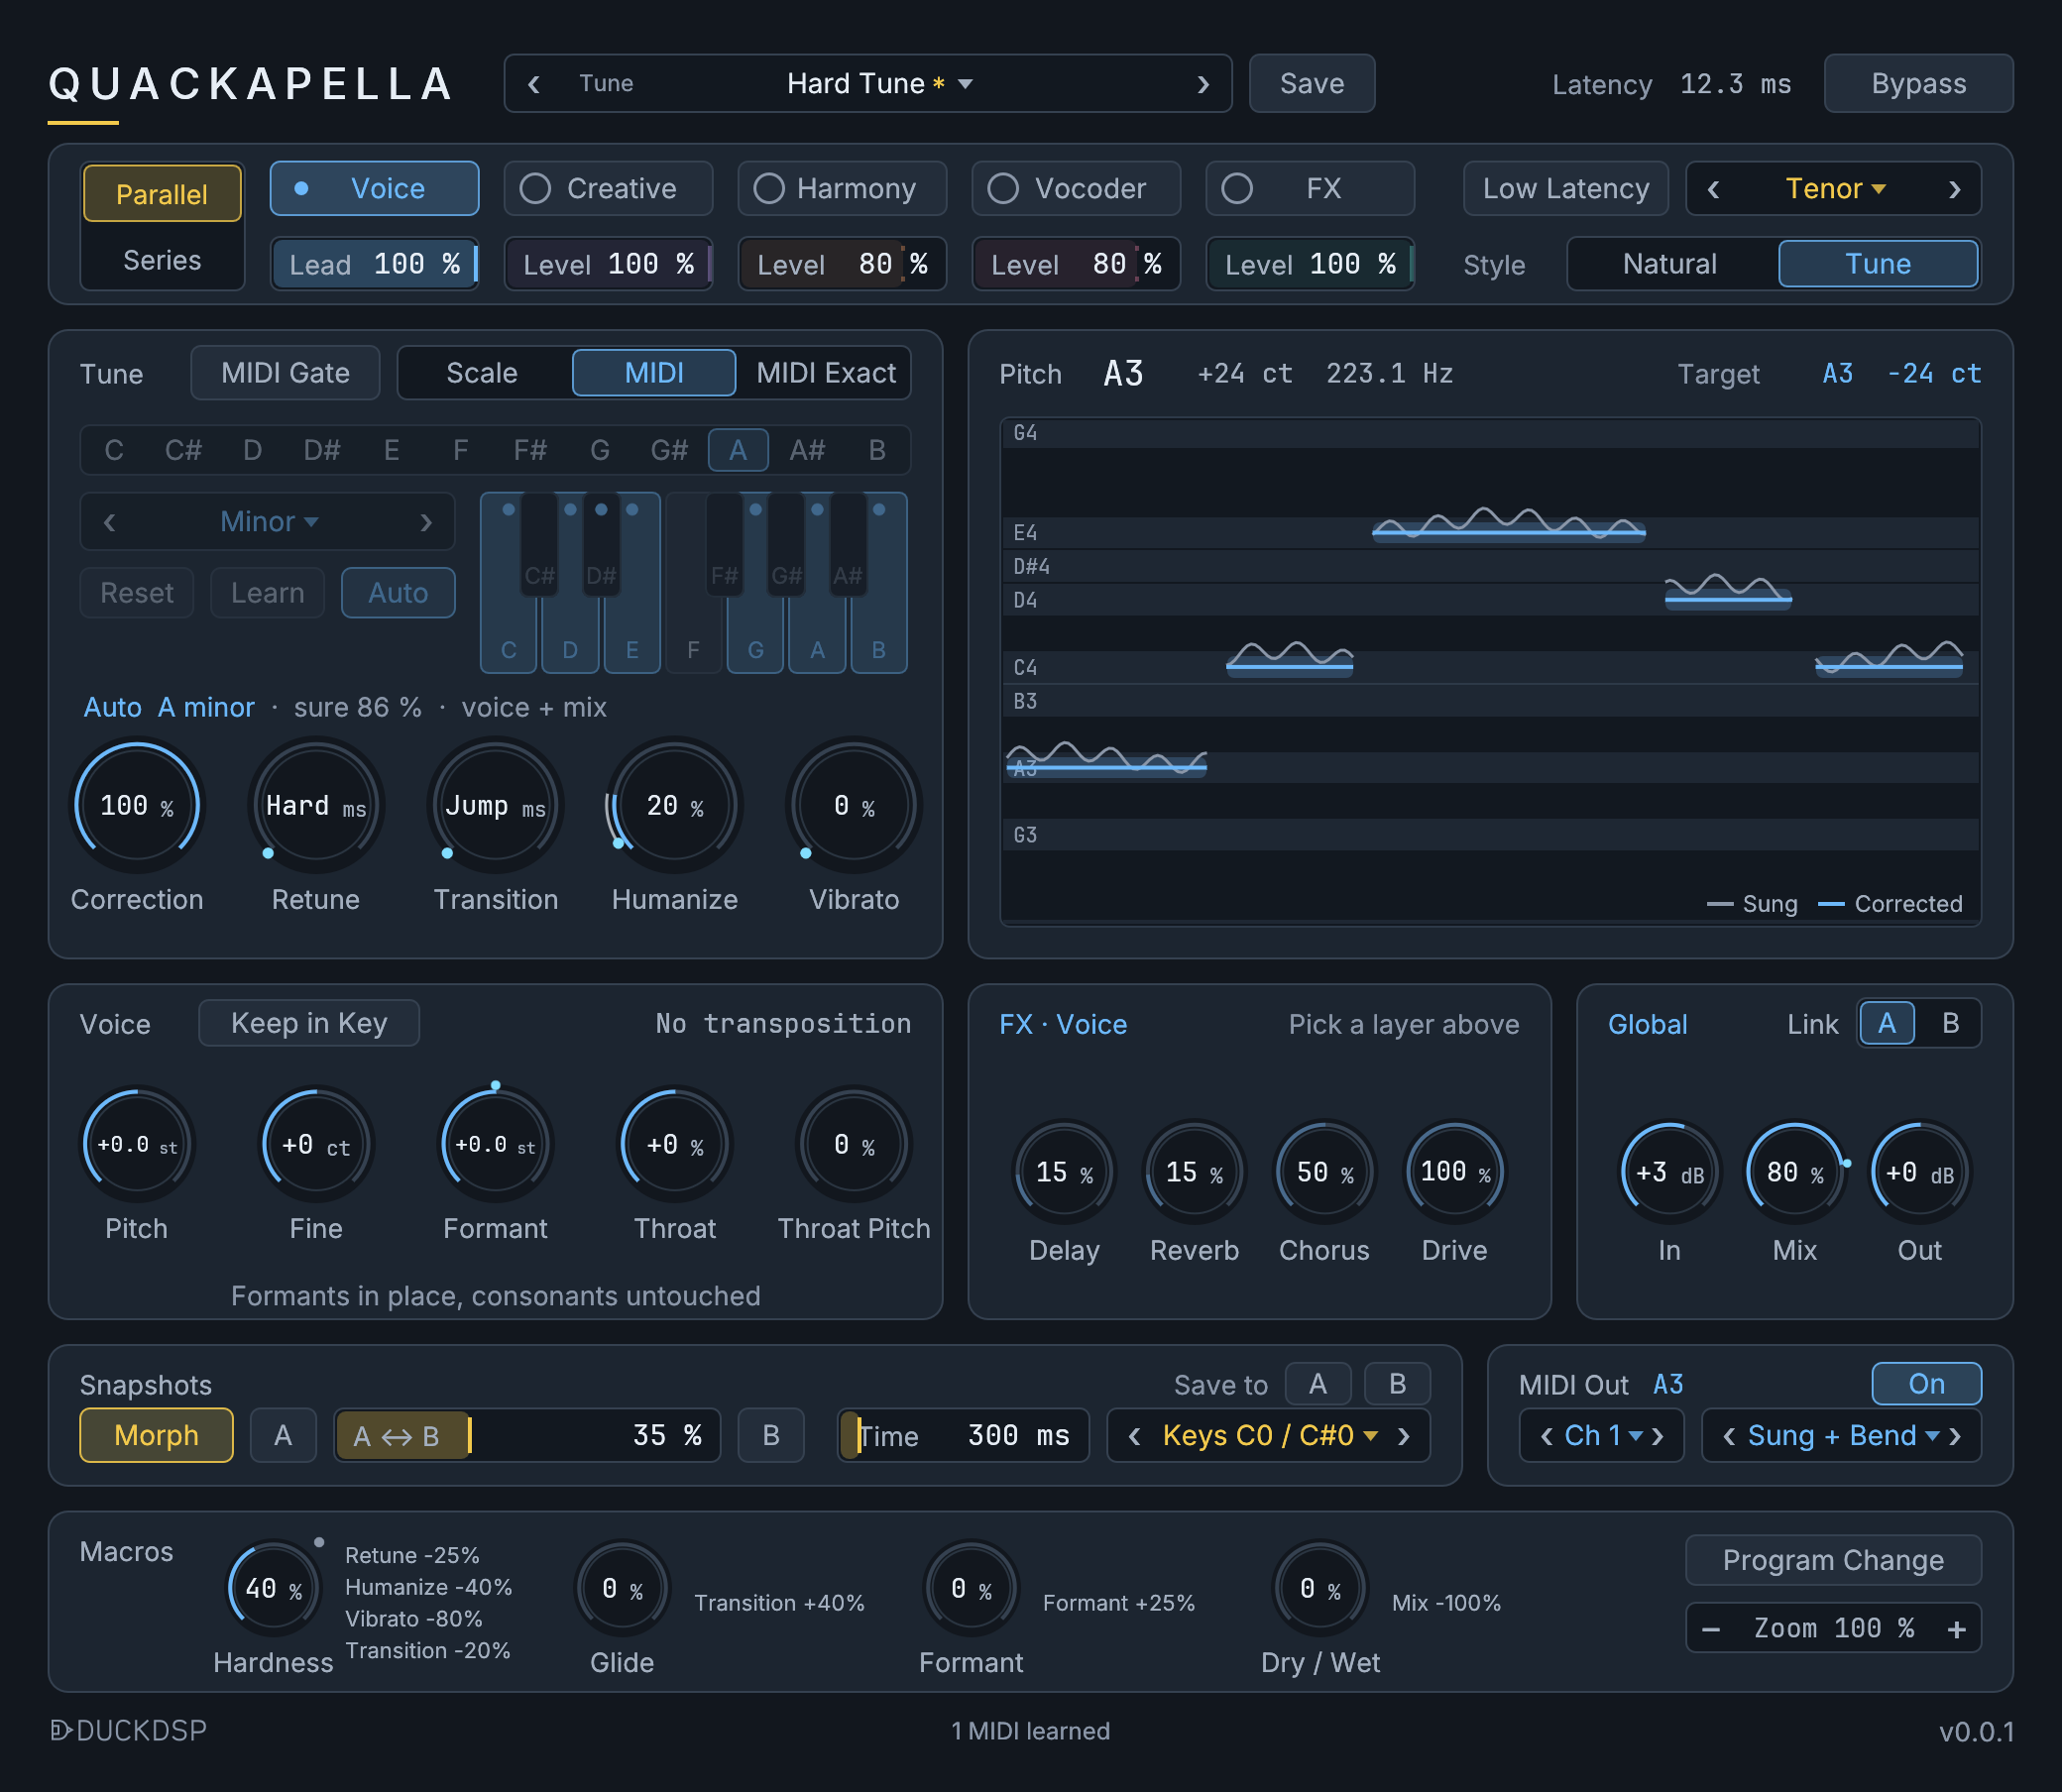 QUACKAPELLA ‹ Tune Hard Tune * › Save Latency 12.3 ms Bypass
Parallel Voice Creative Harmony Vocoder FX Low Latency ‹ Tenor ›
Series Lead 100 % Level 100 % Level 80 % Level 80 % Level 100 % Style Natural Tune
Tune MIDI Gate Scale MIDI MIDI Exact
C C# D D# E F F# G G# A A# B
‹ Minor ›
Reset Learn Auto
C# D# F# G# A#
C D E F G A B
Auto A minor · sure 86 % · voice + mix
100 % Hard ms Jump ms 20 % 0 %
Correction Retune Transition Humanize Vibrato
Pitch A3 +24 ct 223.1 Hz Target A3 -24 ct
G4
E4
D#4
D4
C4
B3
A3
G3
Sung Corrected
Voice Keep in Key No transposition
+0.0 st +0 ct +0.0 st +0 % 0 %
Pitch Fine Formant Throat Throat Pitch
Formants in place, consonants untouched
FX · Voice Pick a layer above
15 % 15 % 50 % 100 %
Delay Reverb Chorus Drive
Global Link A B
+3 dB 80 % +0 dB
In Mix Out
Snapshots Save to A B
Morph A A ↔ B 35 % B Time 300 ms ‹ Keys C0 / C#0 ›
MIDI Out A3 On
‹ Ch 1 › ‹ Sung + Bend ›
Macros
40 %
Hardness
Retune -25%
Humanize -40%
Vibrato -80%
Transition -20%
0 %
Glide
Transition +40%
0 %
Formant
Formant +25%
0 %
Dry / Wet
Mix -100%
Program Change
− Zoom 100 % +
DUCKDSP 1 MIDI learned v0.0.1